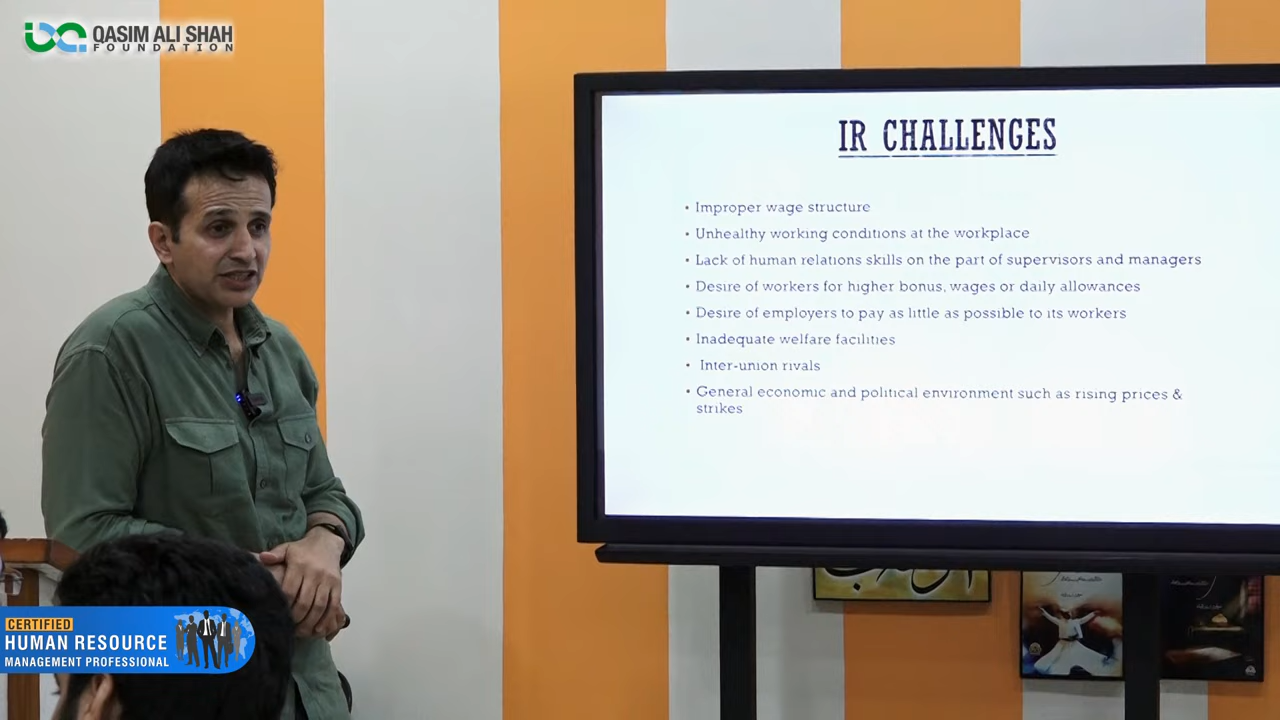 QASIM ALI SHAH
FOUNDATION
IR CHALLENGES
• Improper wage structure
• Unhealthy working conditions at the workplace
• Lack of human relations skills on the part of supervisors and managers
• Desire of workers for higher bonus, wages or daily allowances
• Desire of employers to pay as little as possible to its workers
• Inadequate welfare facilities
• Inter-union rivals
• General economic and political environment such as rising prices &
strikes
CERTIFIED
HUMAN RESOURCE
MANAGEMENT PROFESSIONAL